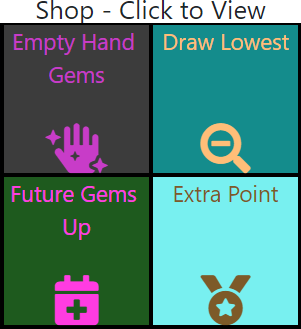 Shop - Click to View
Empty Hand
Gems
Draw Lowest
Future Gems
Up
Extra Point